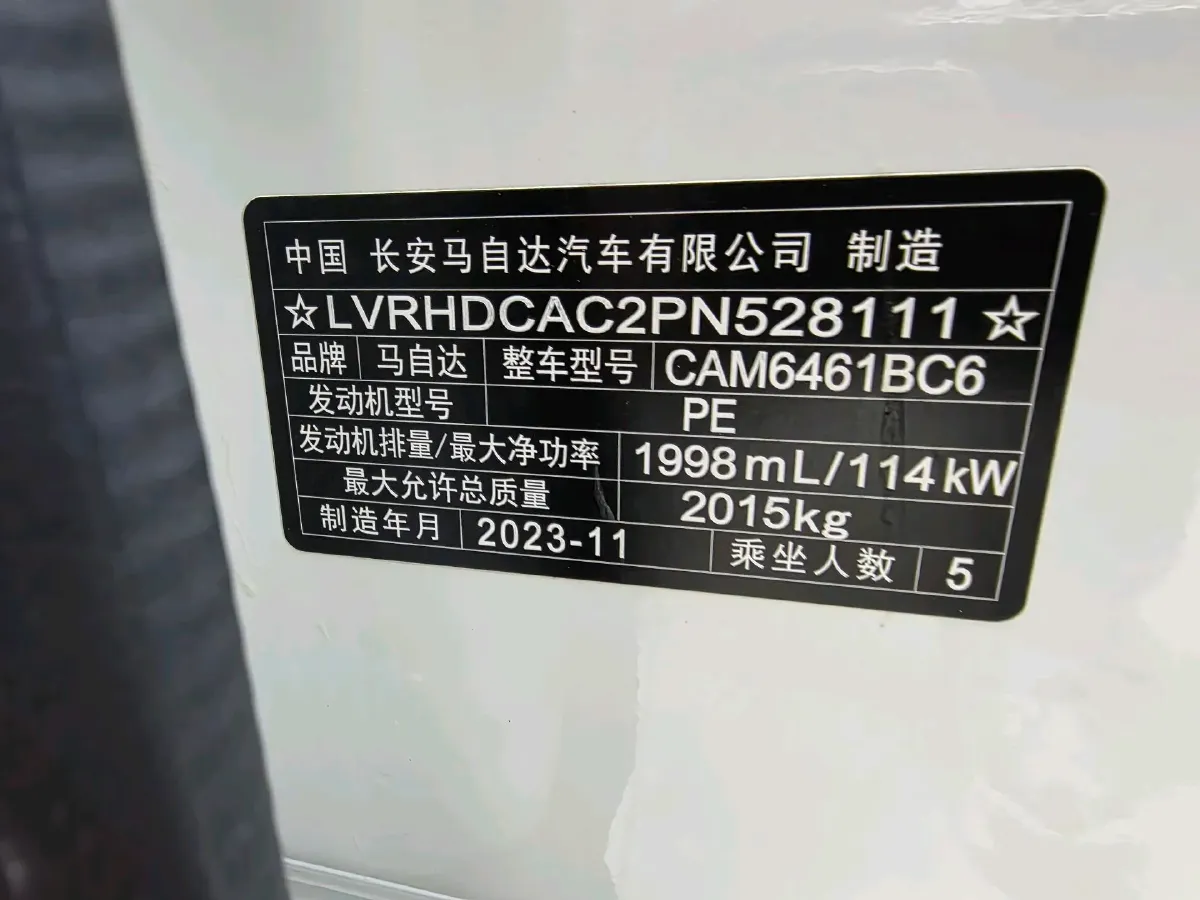 中国 长安马自达汽车有限公司 制造
☆LVRHDCAC2PN528111☆
品牌 马自达 整车型号 CAM6461BC6
发动机型号 PE
发动机排量/最大净功率 1998mL/114kW
最大允许总质量 2015kg
制造年月 2023-11 乘坐人数 5